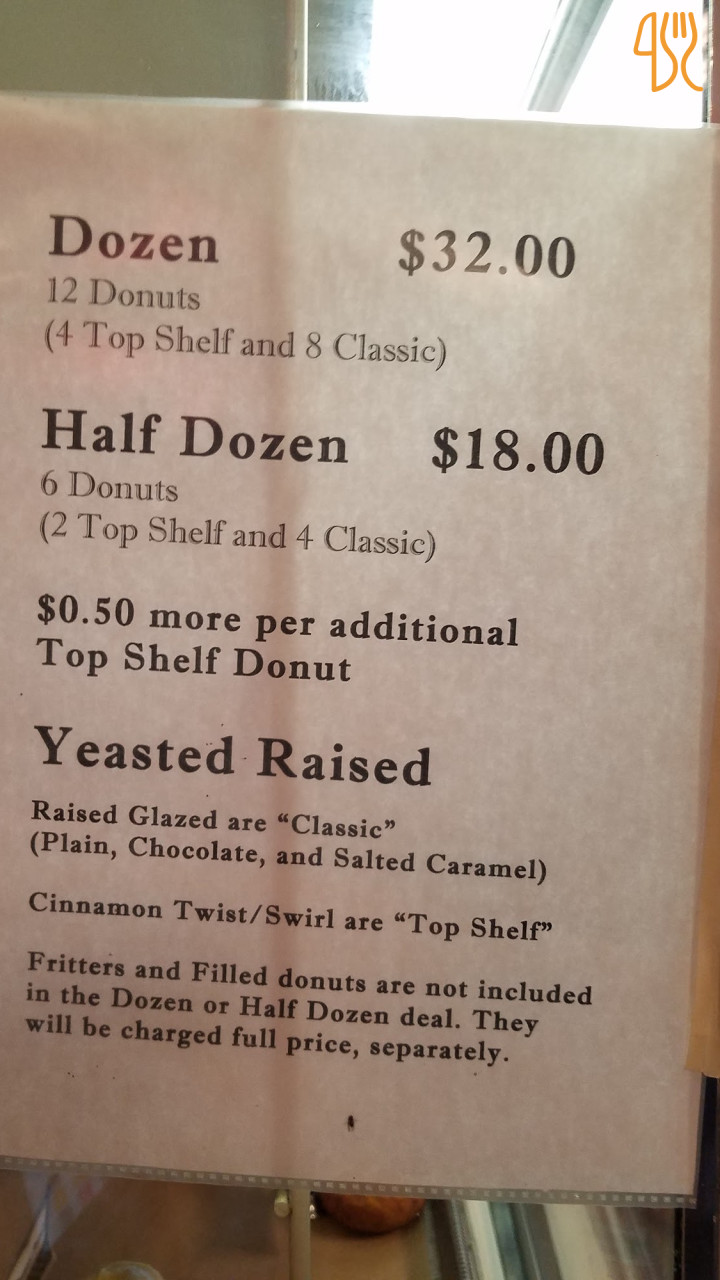 Dozen $32.00
12 Donuts
(4 Top Shelf and 8 Classic)
Half Dozen $18.00
6 Donuts
(2 Top Shelf and 4 Classic)
$0.50 more per additional
Top Shelf Donut
Yeasted Raised
Raised Glazed are “Classic”
(Plain, Chocolate, and Salted Caramel)
Cinnamon Twist/Swirl are “Top Shelf”
Fritters and Filled donuts are not included
in the Dozen or Half Dozen deal. They
will be charged full price, separately.